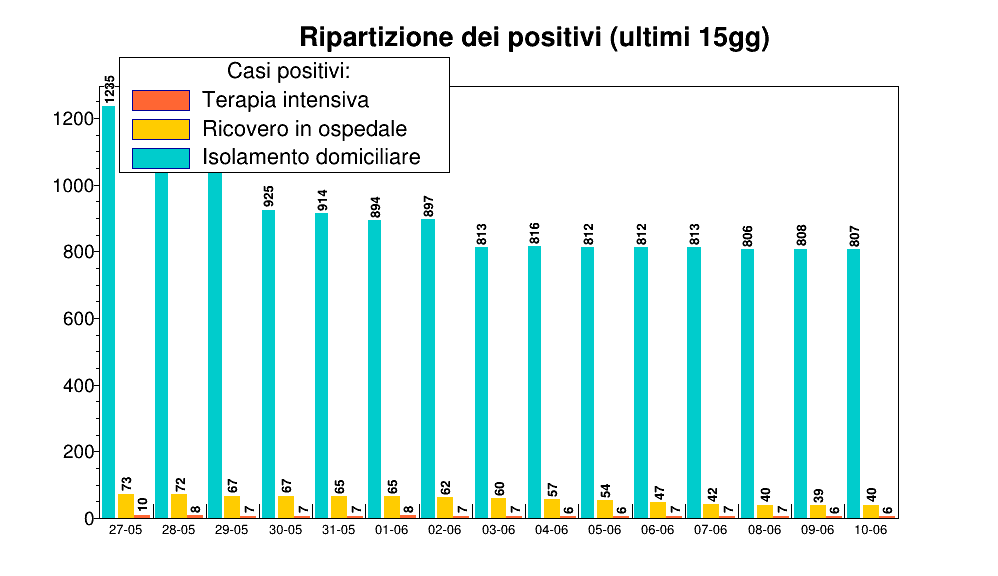 Ripartizione dei positivi (ultimi 15gg)
Casi positivi:
Terapia intensiva
Ricovero in ospedale
Isolamento domiciliare
1200
1000
800
600
400
200
0
1235 73 10
72 8
67 7
925 67 7
914 65 7
894 65 8
897 62 7
813 60 7
816 57 6
812 54 6
812 47 7
813 42 7
806 40 7
808 39 6
807 40 6
27-05 28-05 29-05 30-05 31-05 01-06 02-06 03-06 04-06 05-06 06-06 07-06 08-06 09-06 10-06